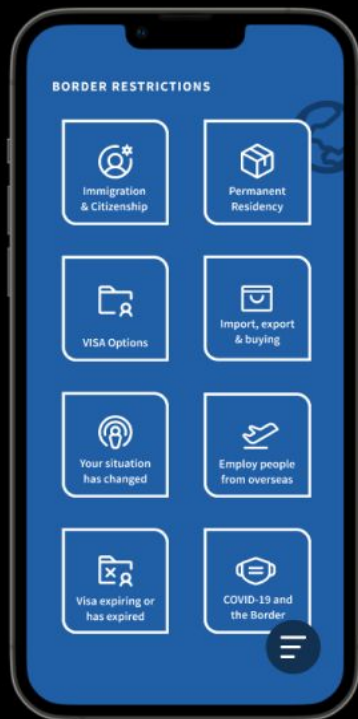 BORDER RESTRICTIONS
Immigration
& Citizenship
Permanent
Residency
VISA Options
Import, export
& buying
Your situation
has changed
Employ people
from overseas
Visa expiring or
has expired
COVID-19 and
the Border